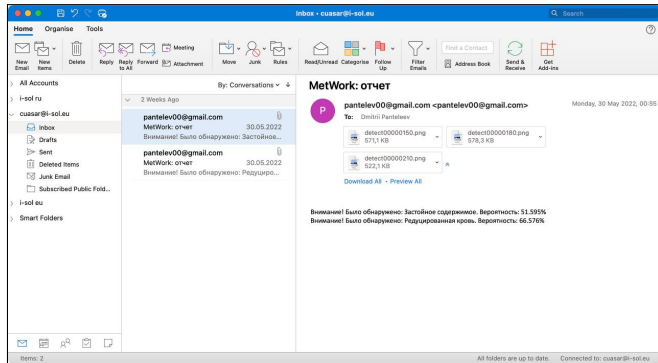 Inbox • cuasar@i-sol.eu
Search
Home Organise Tools
New Email
New Items
Delete
Reply
Reply to All
Forward
Meeting
Attachment
Move
Junk
Rules
Read/Unread
Categorise
Follow Up
Filter Emails
Find a Contact
Address Book
Send & Receive
Get Add-ins
All Accounts
i-sol ru
cuasar@i-sol.eu
Inbox
Drafts
Sent
Deleted Items
Junk Email
Subscribed Public Fold...
i-sol eu
Smart Folders
By: Conversations
2 Weeks Ago
pantelev00@gmail.com
MetWork: отчет 30.05.2022
Внимание! Было обнаружено: Застойное...
pantelev00@gmail.com
MetWork: отчет 30.05.2022
Внимание! Было обнаружено: Редуциро...
MetWork: отчет
P
pantelev00@gmail.com <pantelev00@gmail.com>
Monday, 30 May 2022, 00:55
To: Dmitrii Panteleev
detect00000150.png
571,1 KB
detect00000180.png
578,3 KB
detect00000210.png
522,1 KB
Download All • Preview All
Внимание! Было обнаружено: Застойное содержимое. Вероятность: 51.595%
Внимание! Было обнаружено: Редуцированная кровь. Вероятность: 66.576%
Items: 2
All folders are up to date.
Connected to: cuasar@i-sol.eu